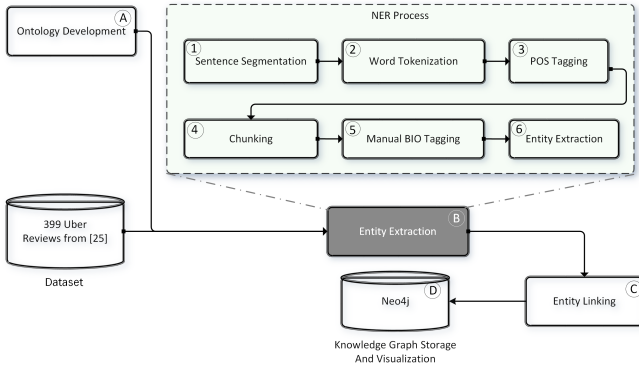 A
Ontology Development
NER Process
1
Sentence Segmentation
2
Word Tokenization
3
POS Tagging
4
Chunking
5
Manual BIO Tagging
6
Entity Extraction
399 Uber
Reviews from [25]
Dataset
B
Entity Extraction
C
Entity Linking
D
Neo4j
Knowledge Graph Storage
And Visualization